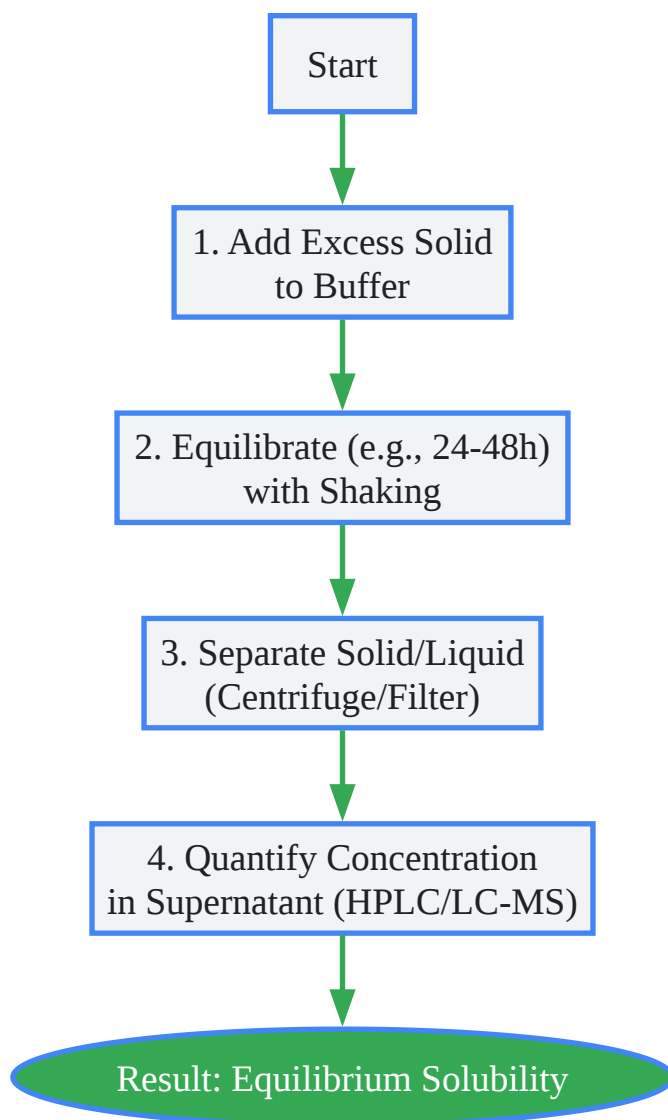 Start
1. Add Excess Solid
to Buffer
2. Equilibrate (e.g., 24-48h)
with Shaking
3. Separate Solid/Liquid
(Centrifuge/Filter)
4. Quantify Concentration
in Supernatant (HPLC/LC-MS)
Result: Equilibrium Solubility